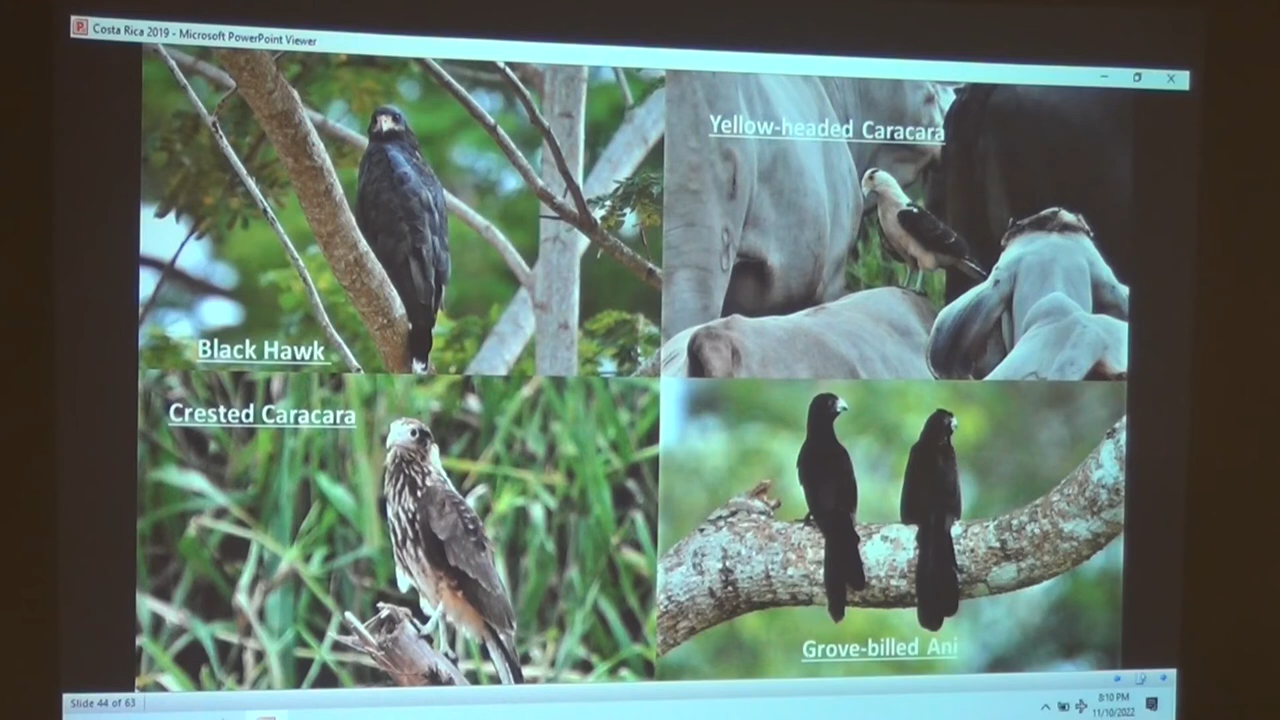 Costa Rica 2019 - Microsoft PowerPoint Viewer
Black Hawk
Yellow-headed Caracara
Crested Caracara
Grove-billed Ani
Slide 44 of 63
8:10 PM
11/10/2022